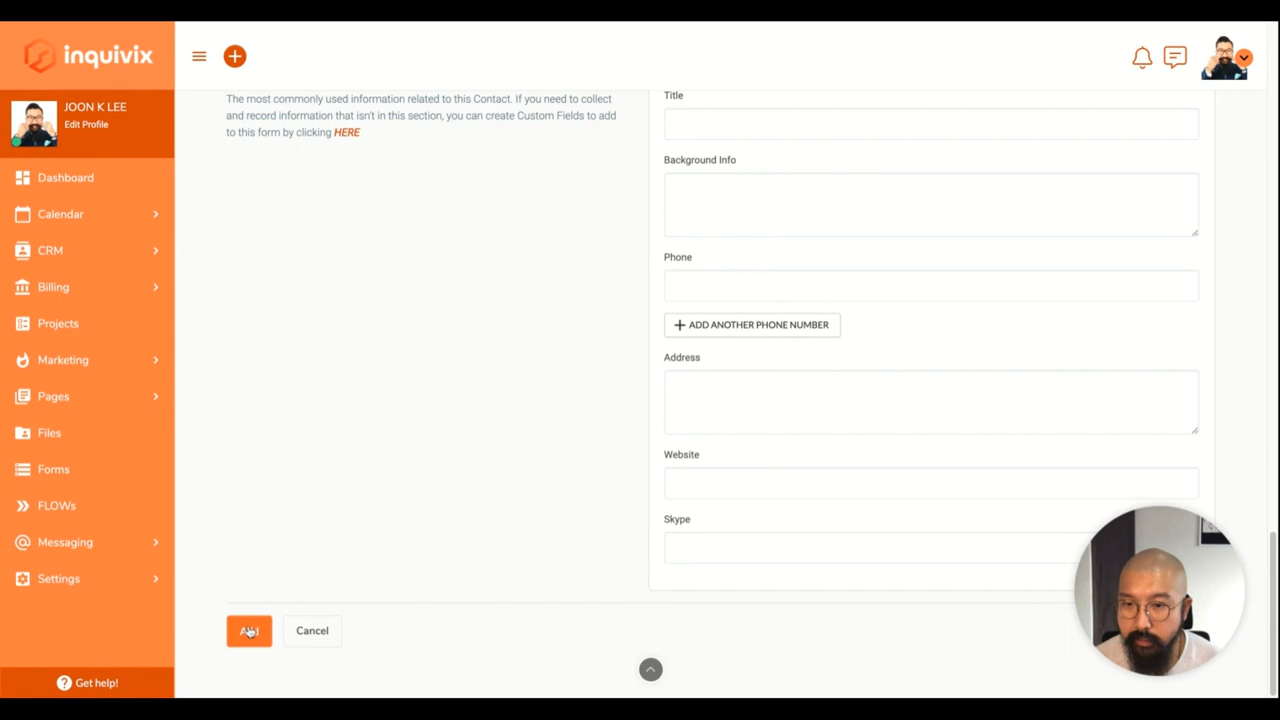 inquivix
JOON K LEE
Edit Profile
Dashboard
Calendar
CRM
Billing
Projects
Marketing
Pages
Files
Forms
FLOWs
Messaging
Settings
Get help!
The most commonly used information related to this Contact. If you need to collect
and record information that isn't in this section, you can create Custom Fields to add
to this form by clicking HERE
Title
Background Info
Phone
ADD ANOTHER PHONE NUMBER
Address
Website
Skype
Cancel